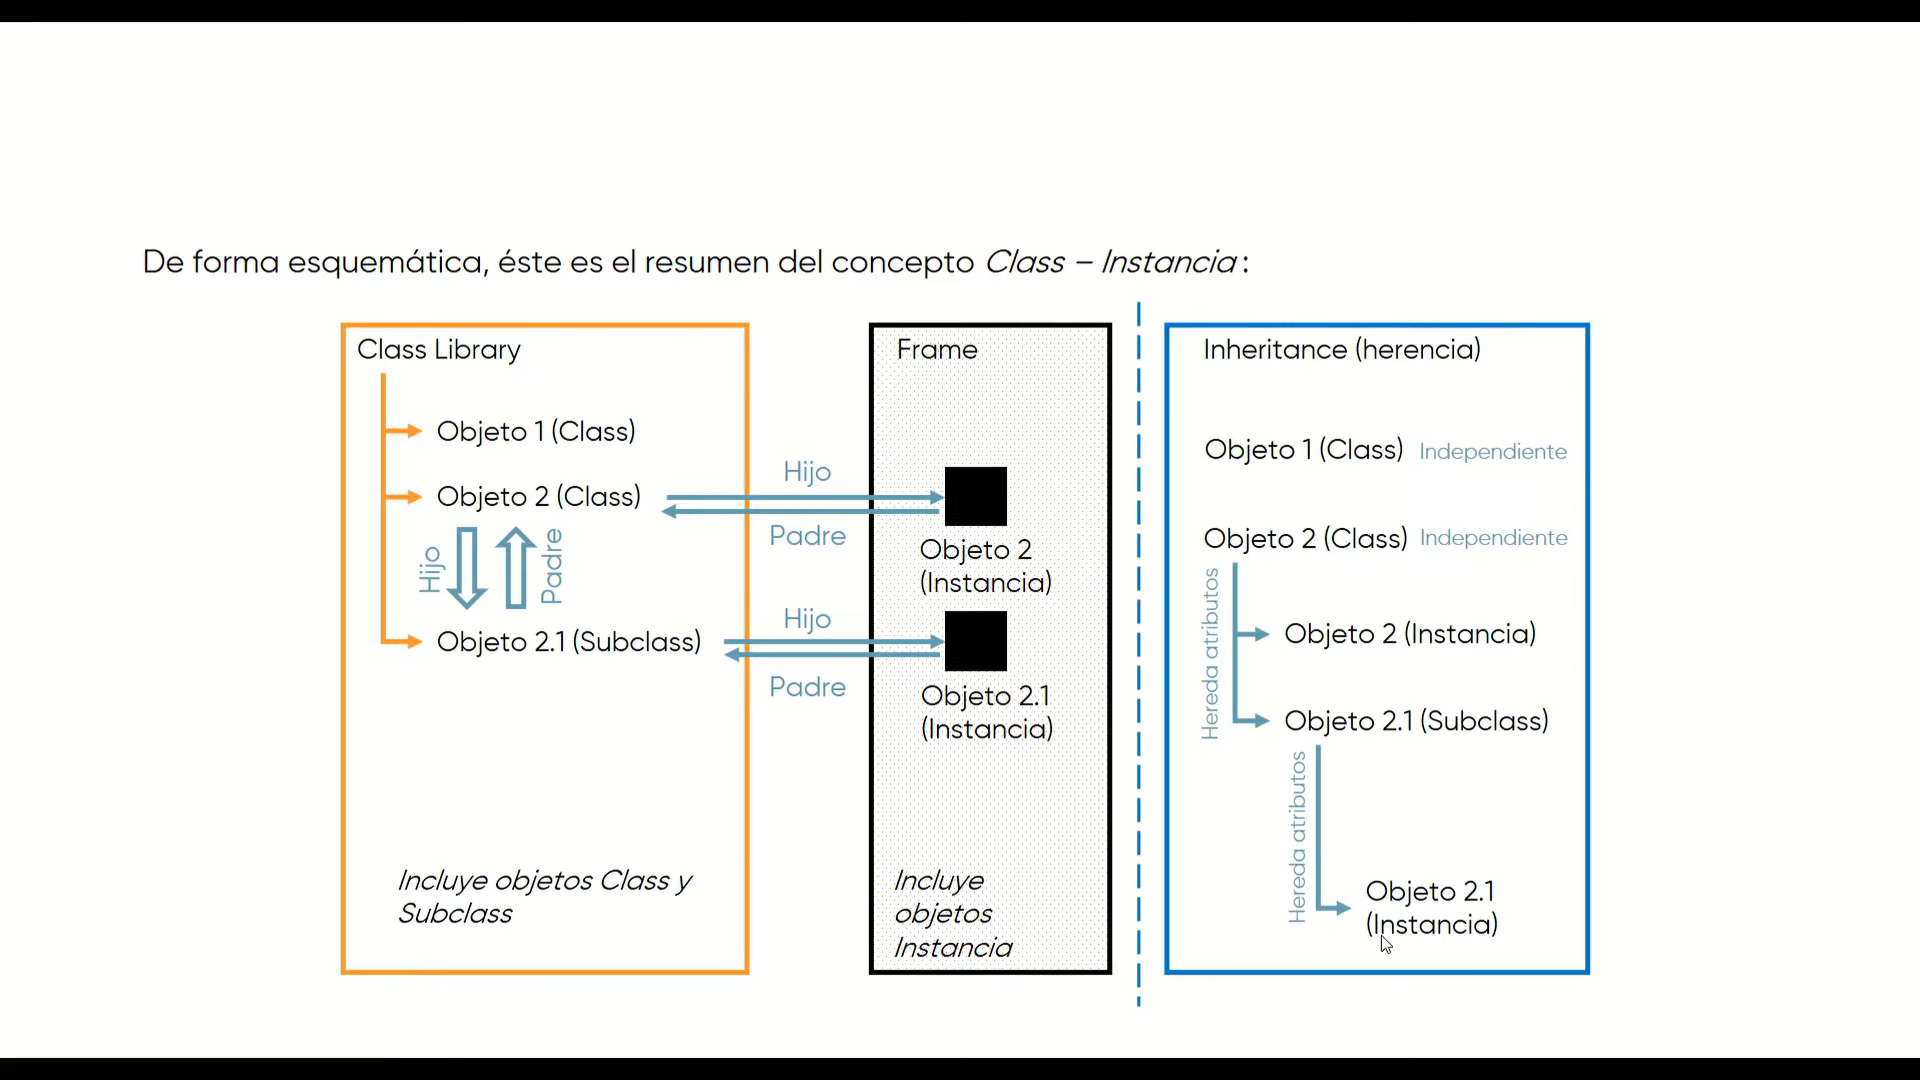 De forma esquemática, éste es el resumen del concepto Class – Instancia:
Class Library
Objeto 1 (Class)
Objeto 2 (Class)
Hijo
Padre
Objeto 2.1 (Subclass)
Incluye objetos Class y
Subclass
Hijo
Padre
Hijo
Padre
Frame
Objeto 2
(Instancia)
Objeto 2.1
(Instancia)
Incluye
objetos
Instancia
Inheritance (herencia)
Objeto 1 (Class) Independiente
Objeto 2 (Class) Independiente
Hereda atributos
Objeto 2 (Instancia)
Objeto 2.1 (Subclass)
Hereda atributos
Objeto 2.1
(Instancia)